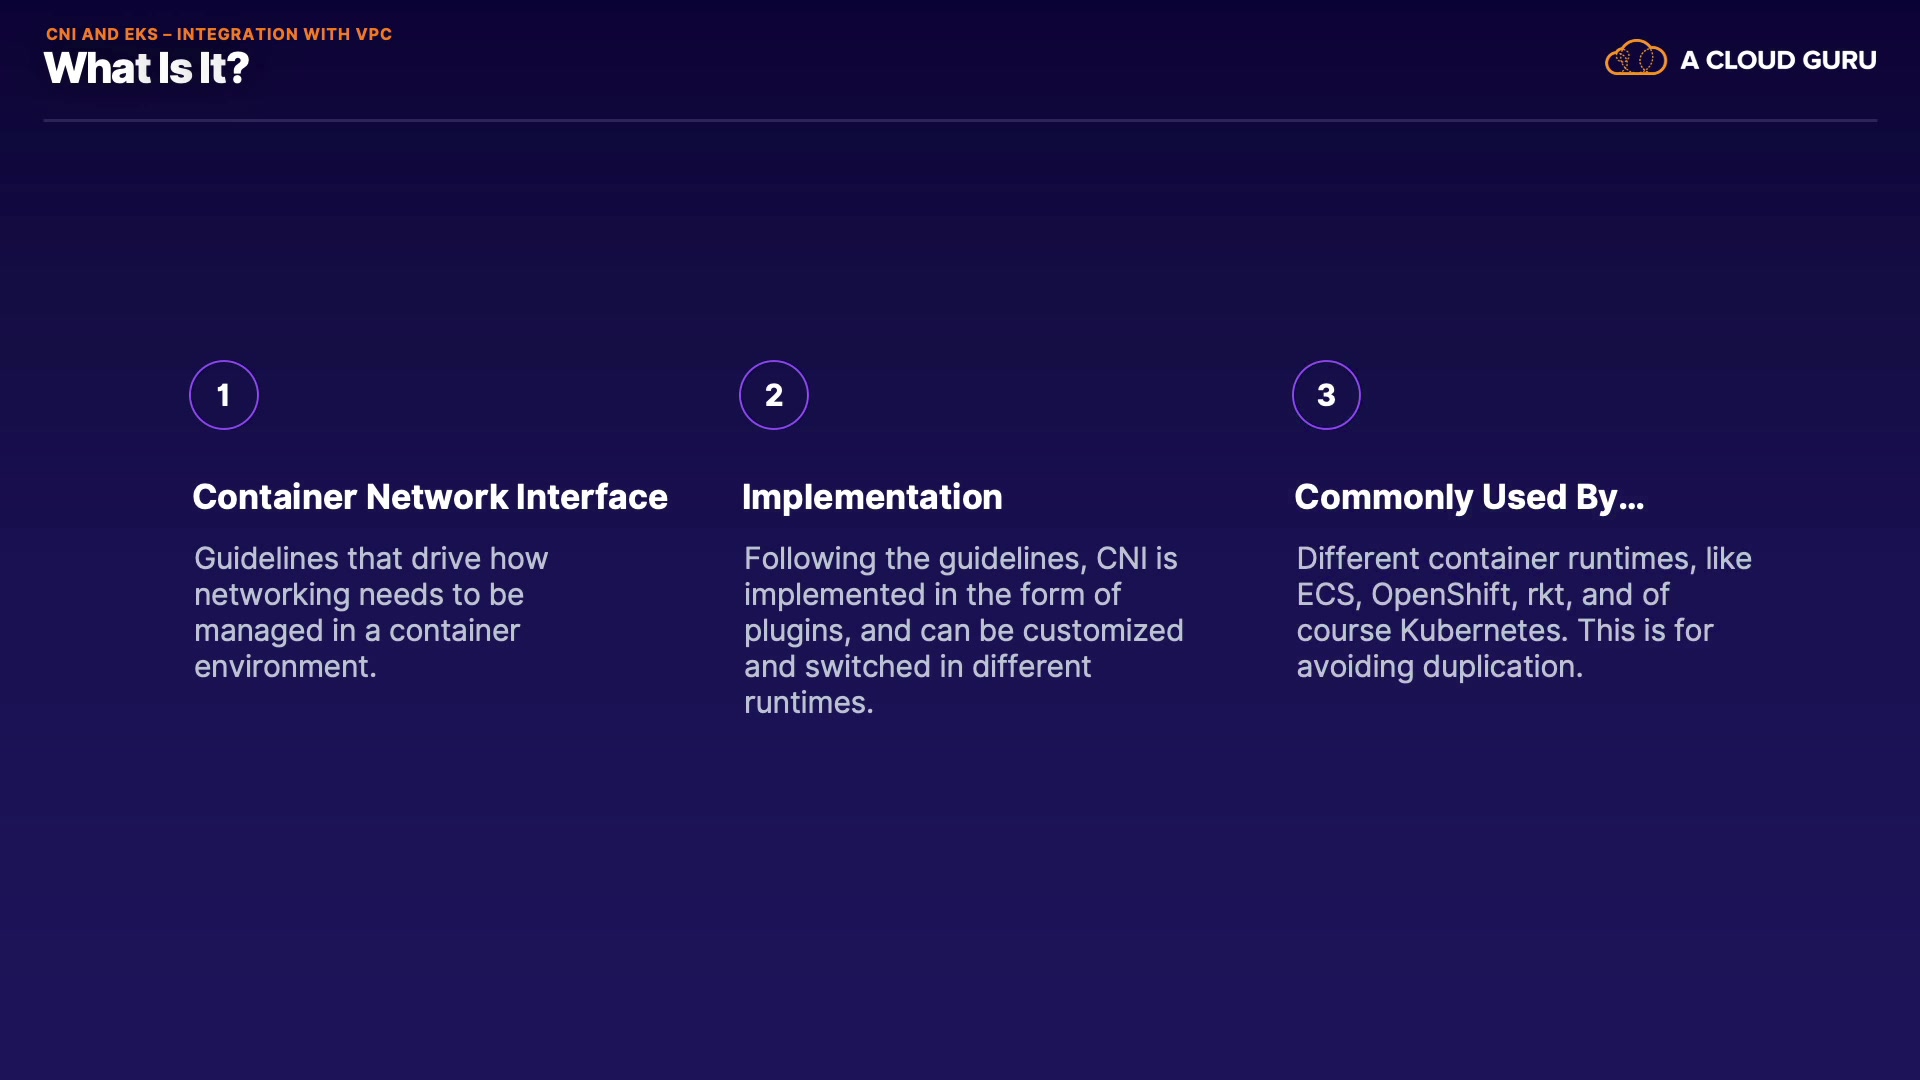 CNI AND EKS – INTEGRATION WITH VPC
What Is It?
A CLOUD GURU
1
Container Network Interface
Guidelines that drive how
networking needs to be
managed in a container
environment.
2
Implementation
Following the guidelines, CNI is
implemented in the form of
plugins, and can be customized
and switched in different
runtimes.
3
Commonly Used By...
Different container runtimes, like
ECS, OpenShift, rkt, and of
course Kubernetes. This is for
avoiding duplication.